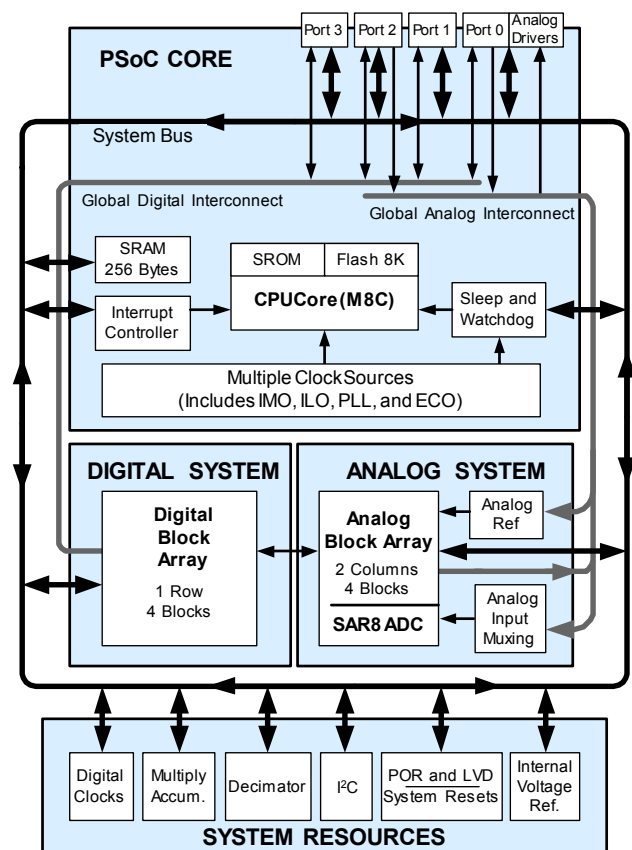 Port 3
Port 2
Port 1
Port 0
Analog
Drivers
PSoC CORE
System Bus
Global Digital Interconnect
Global Analog Interconnect
SRAM
256 Bytes
SROM
Flash 8K
CPUCore(M8C)
Interrupt
Controller
Sleep and
Watchdog
Multiple ClockSources
(Includes IMO, ILO, PLL, and ECO)
DIGITAL SYSTEM
ANALOG SYSTEM
Digital
Block
Array
1 Row
4 Blocks
Analog
Block Array
2 Columns
4 Blocks
SAR8 ADC
Analog
Ref
Analog
Input
Muxing
Digital
Clocks
Multiply
Accum.
Decimator
I²C
POR and LVD
System Resets
Internal
Voltage
Ref.
SYSTEM RESOURCES